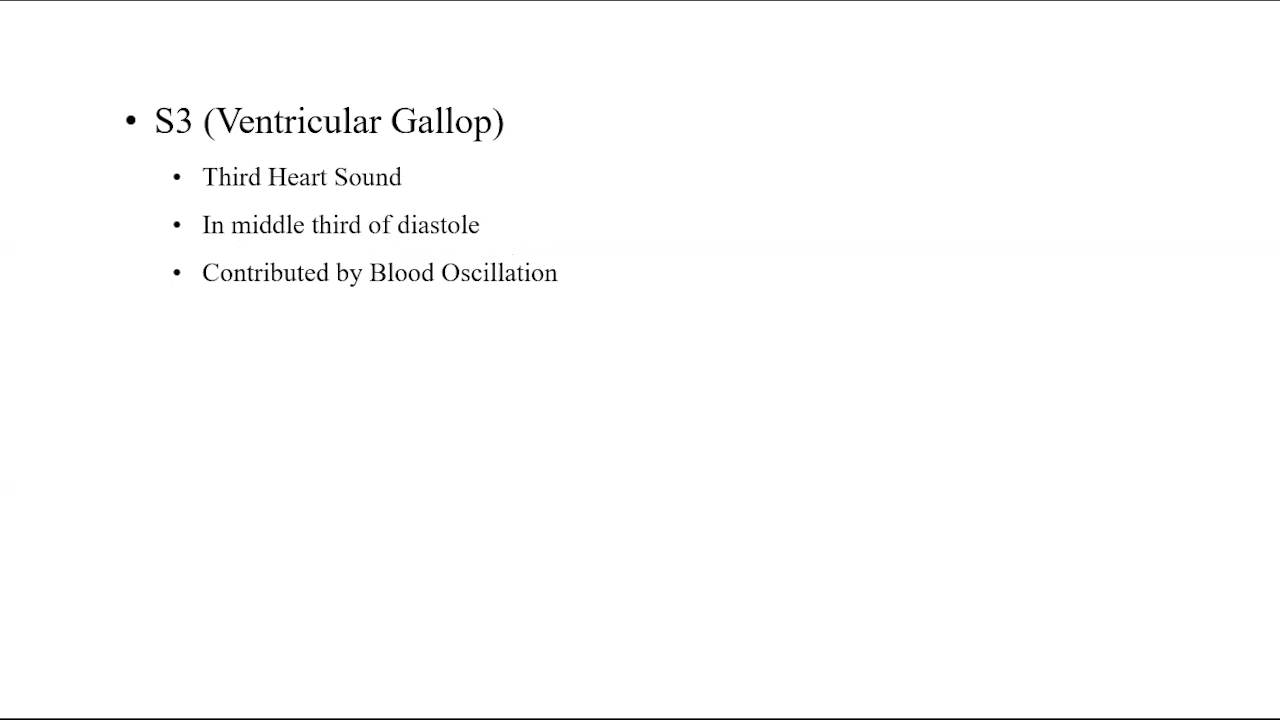 • S3 (Ventricular Gallop)
• Third Heart Sound
• In middle third of diastole
• Contributed by Blood Oscillation